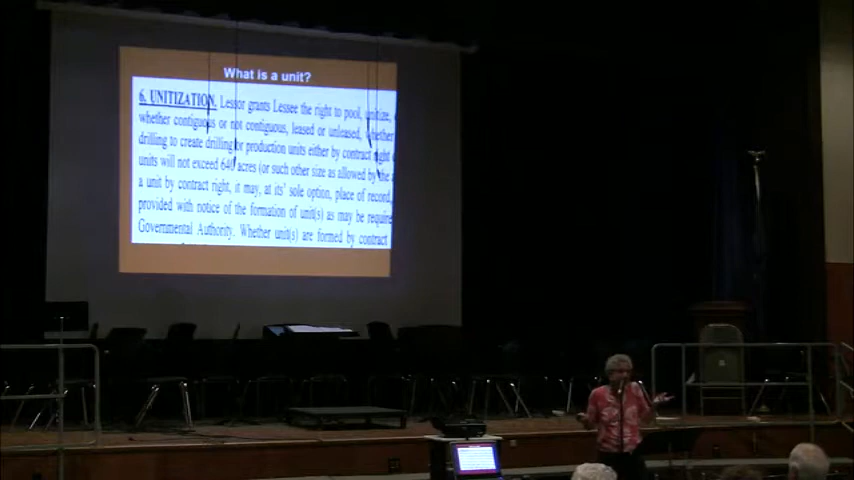 What is a unit?
6. UNITIZATION. Lessor grants Lessee the right to pool, unitize,
whether contiguous or not contiguous, leased or unleased, whether
drilling to create drilling or production units either by contract right
units will not exceed 640 acres (or such other size as allowed by the
a unit by contract right, it may, at its' sole option, place of record,
provided with notice of the formation of unit(s) as may be require
Governmental Authority. Whether unit(s) are formed by contract